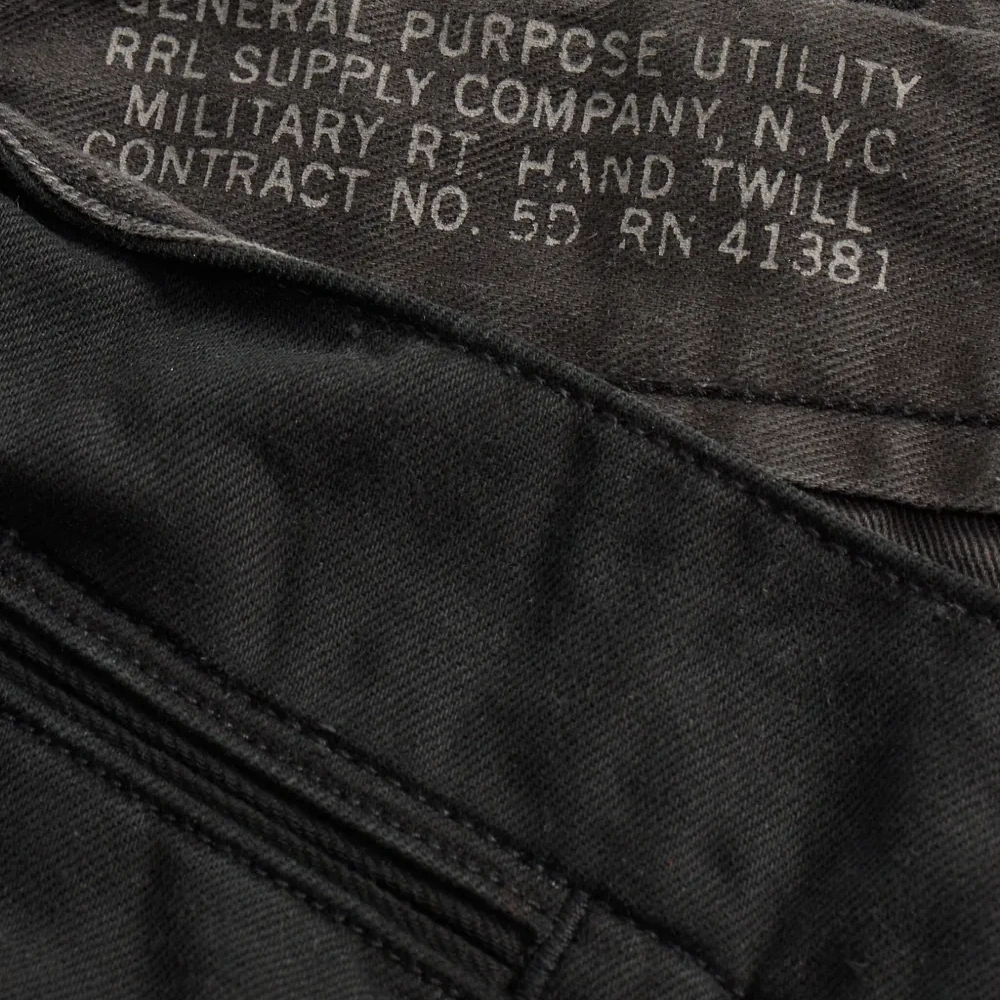 GENERAL PURPOSE UTILITY
RRL SUPPLY COMPANY, N.Y.C.
MILITARY RT. HAND TWILL
CONTRACT NO. 5D RN 41381